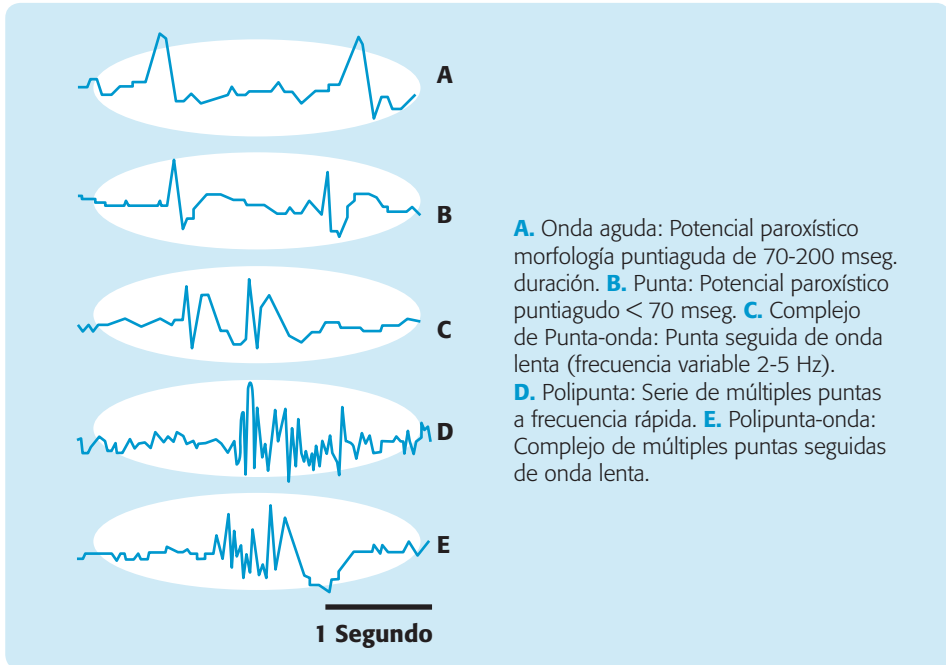 A
B
C
D
E
1 Segundo
A. Onda aguda: Potencial paroxístico
morfología puntiaguda de 70-200 mseg.
duración. B. Punta: Potencial paroxístico
puntiagudo < 70 mseg. C. Complejo
de Punta-onda: Punta seguida de onda
lenta (frecuencia variable 2-5 Hz).
D. Polipunta: Serie de múltiples puntas
a frecuencia rápida. E. Polipunta-onda:
Complejo de múltiples puntas seguidas
de onda lenta.